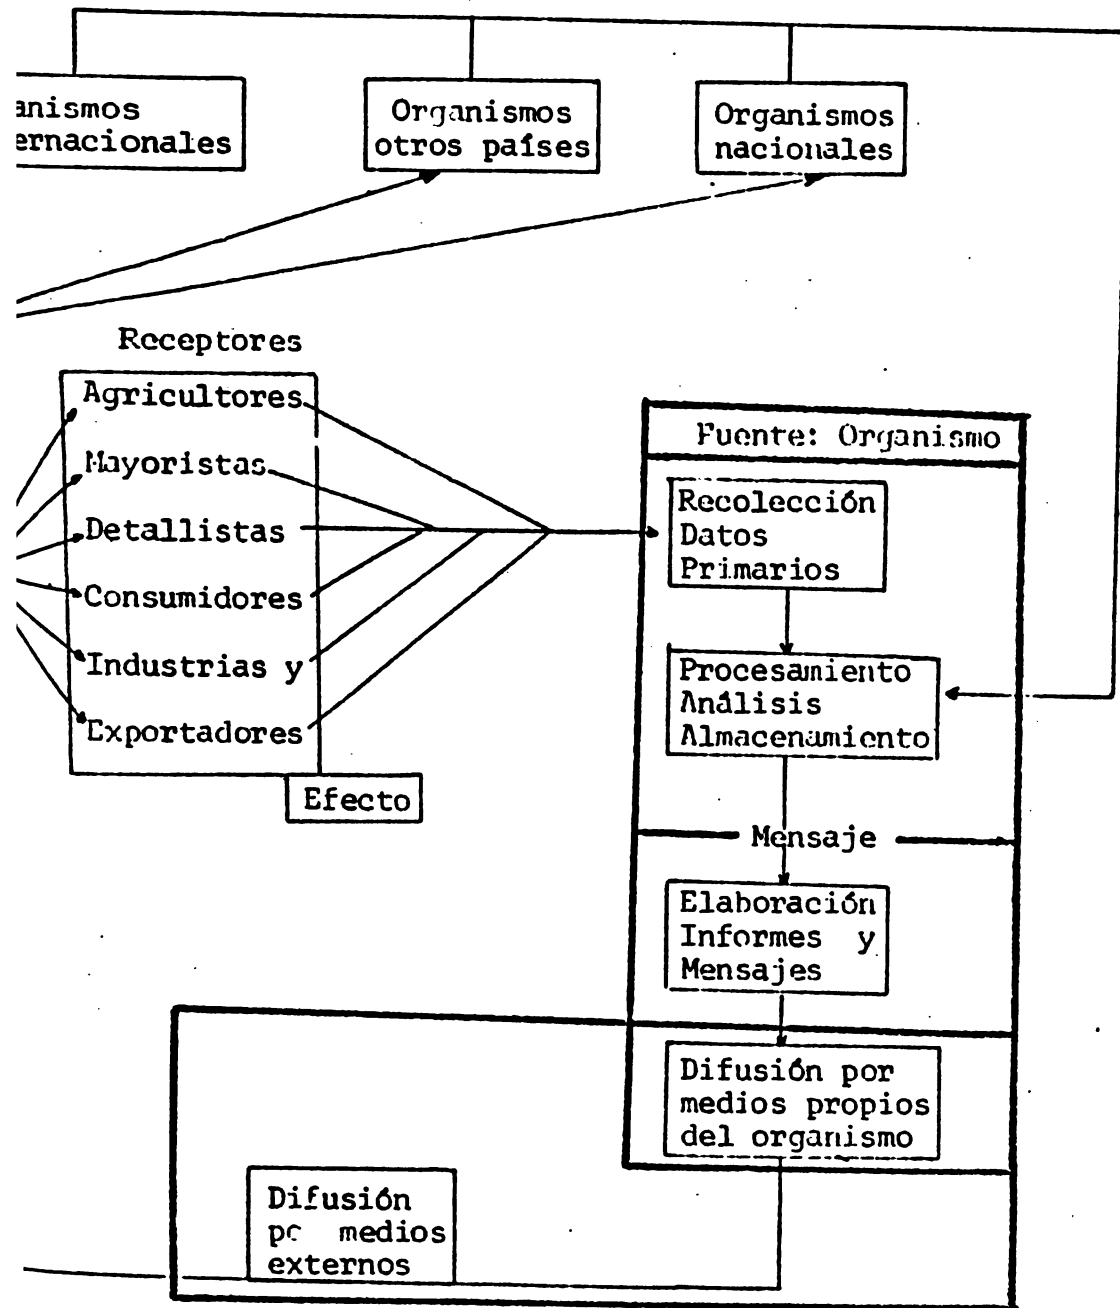 anismos
ernacionales
Organismos
otros países
Organismos
nacionales
Receptores
Agricultores
Mayoristas
Detallistas
Consumidores
Industrias y
Exportadores
Efecto
Fuente: Organismo
Recolección
Datos
Primarios
Procesamiento
Análisis
Almacenamiento
Mensaje
Elaboración
Informes y
Mensajes
Difusión por
medios propios
del organismo
Difusión
medios
externos